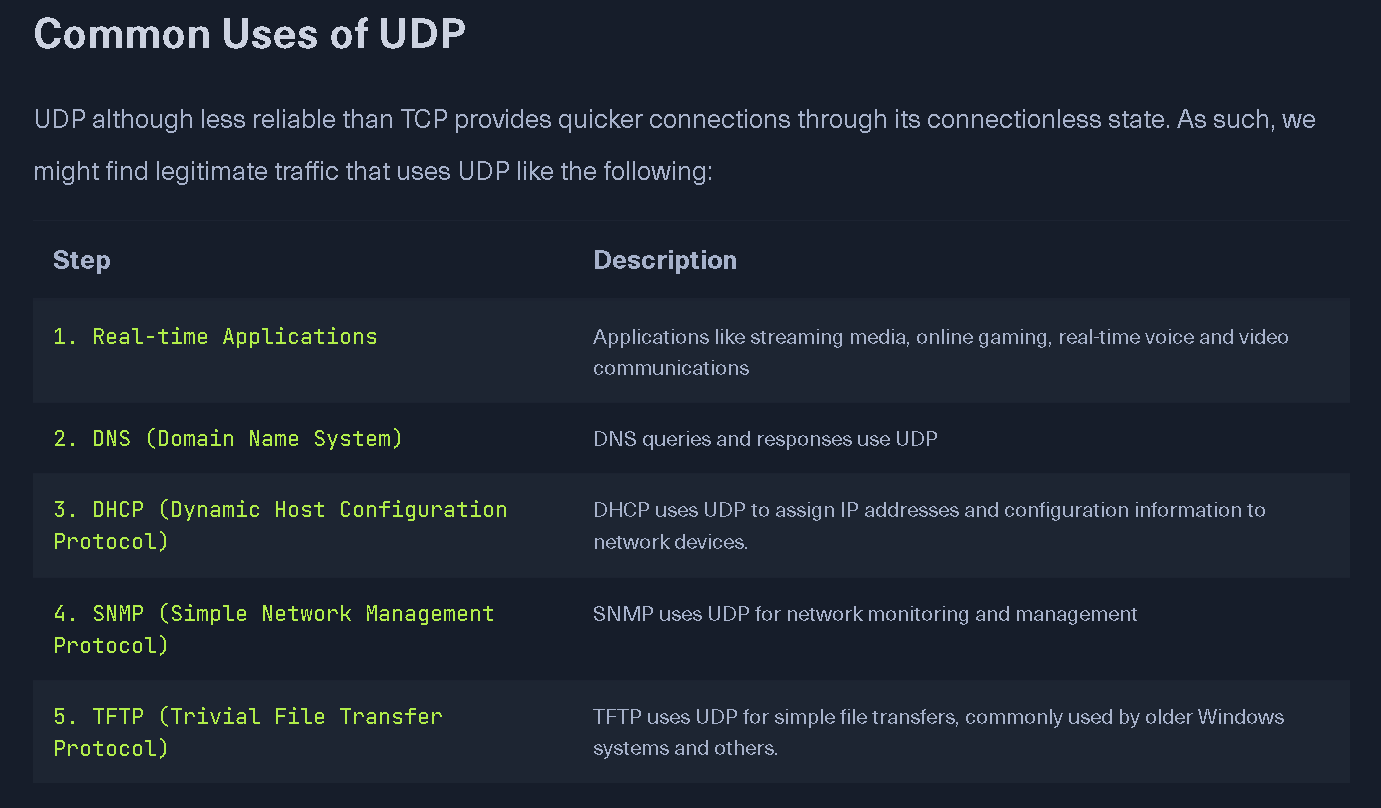 Common Uses of UDP
UDP although less reliable than TCP provides quicker connections through its connectionless state. As such, we
might find legitimate traffic that uses UDP like the following:
Step Description
1. Real-time Applications Applications like streaming media, online gaming, real-time voice and video
communications
2. DNS (Domain Name System) DNS queries and responses use UDP
3. DHCP (Dynamic Host Configuration DHCP uses UDP to assign IP addresses and configuration information to
Protocol) network devices.
4. SNMP (Simple Network Management SNMP uses UDP for network monitoring and management
Protocol)
5. TFTP (Trivial File Transfer TFTP uses UDP for simple file transfers, commonly used by older Windows
Protocol) systems and others.